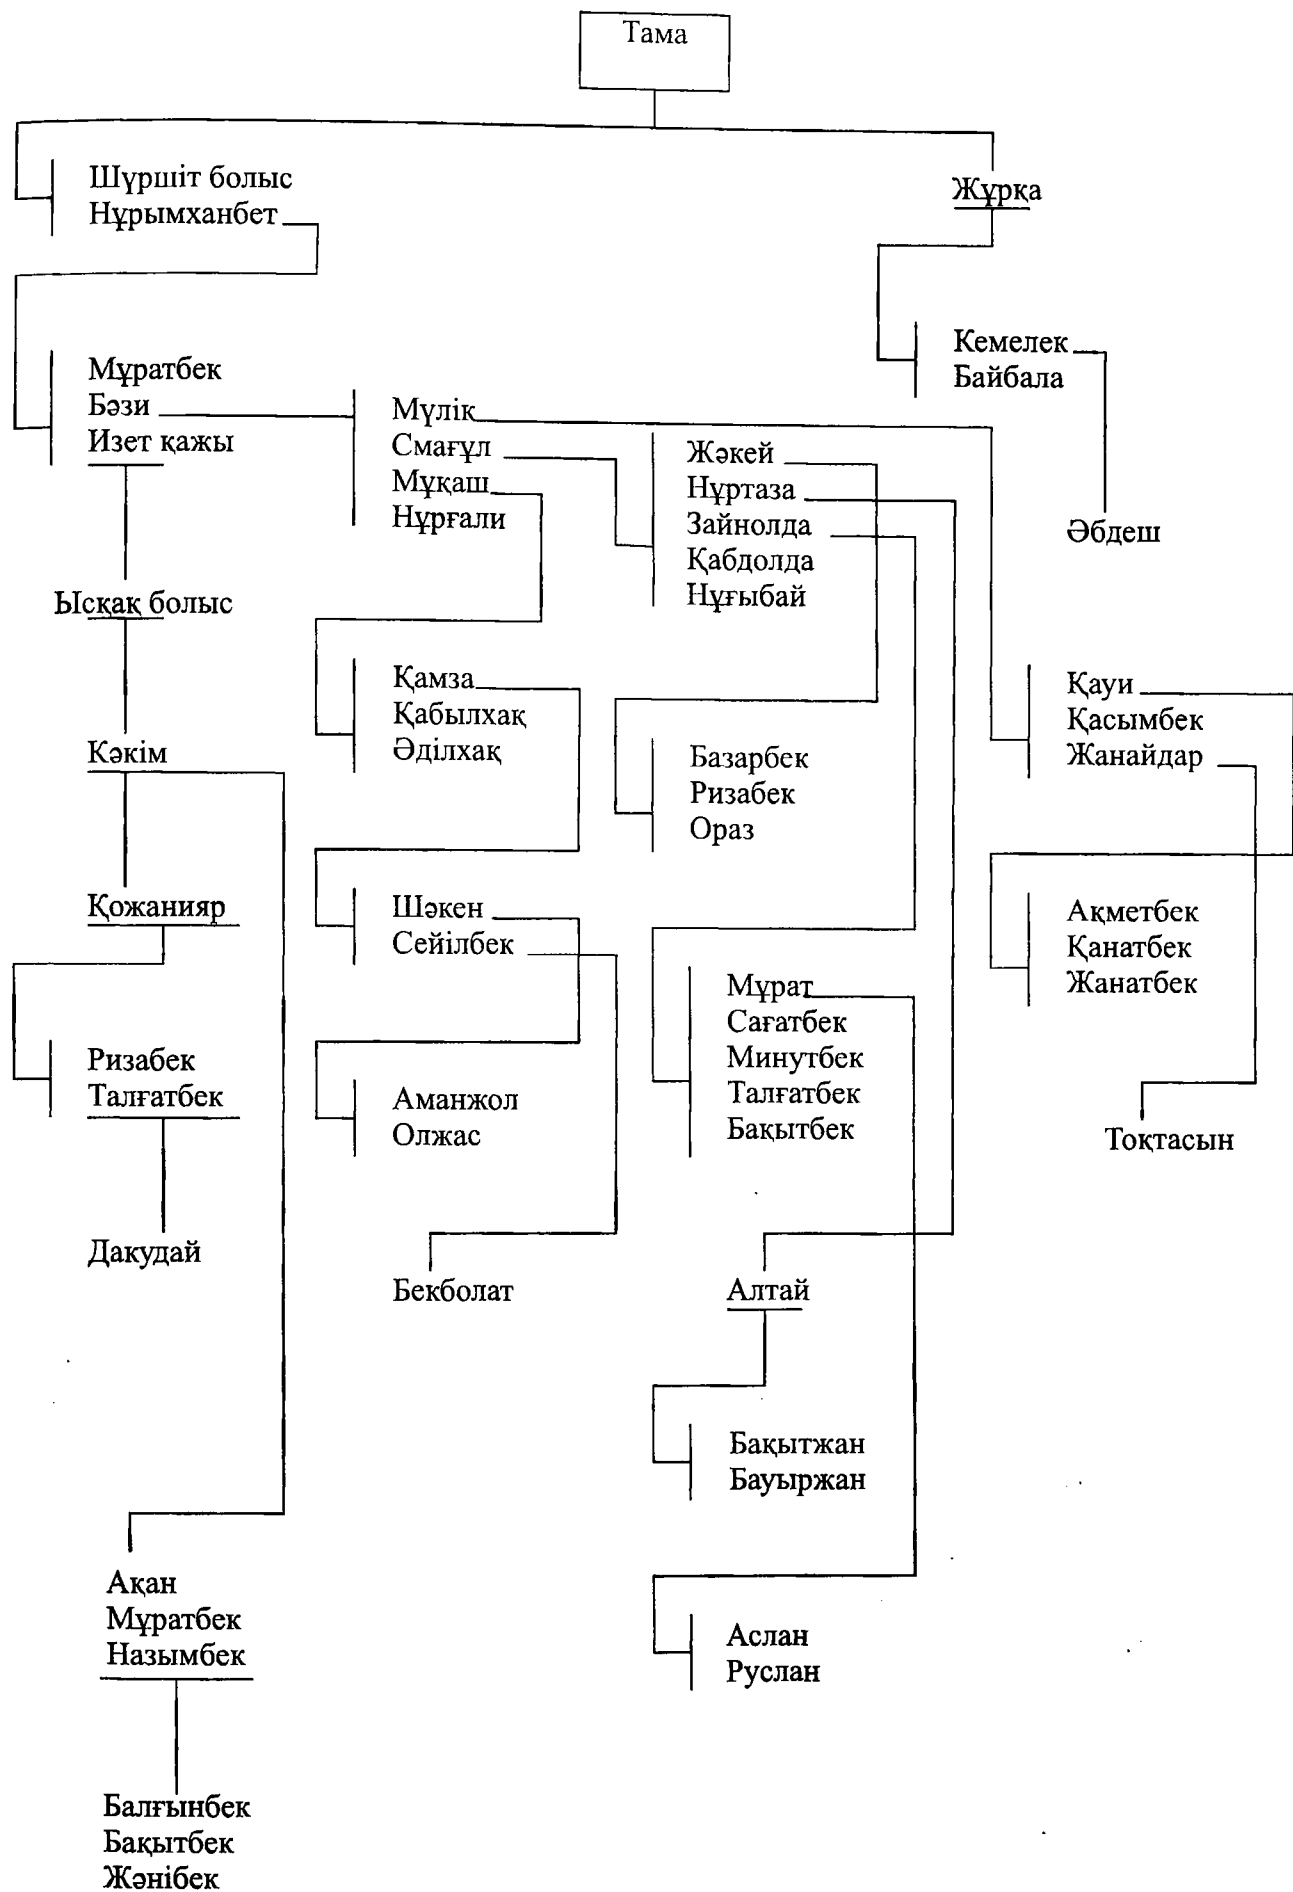 Тама
Шүршіт болыс
Нұрымханбет
Жұрқа
Кемелек
Байбала
Мұратбек
Бәзи
Изет қажы
Мүлік
Смағұл
Мұқаш
Нұрғали
Жәкей
Нұртаза
Зайнолда
Қабдолда
Нұғыбай
Әбдеш
Ысқақ болыс
Қамза
Қабылхақ
Әділхақ
Қауи
Қасымбек
Жанайдар
Кәкім
Базарбек
Ризабек
Ораз
Қожанияр
Шәкен
Сейілбек
Ақметбек
Қанатбек
Жанатбек
Мұрат
Сағатбек
Минутбек
Талғатбек
Бақытбек
Ризабек
Талғатбек
Аманжол
Олжас
Тоқтасын
Дакудай
Бекболат
Алтай
Бақытжан
Бауыржан
Ақан
Мұратбек
Назымбек
Аслан
Руслан
Балғынбек
Бақытбек
Жәнібек